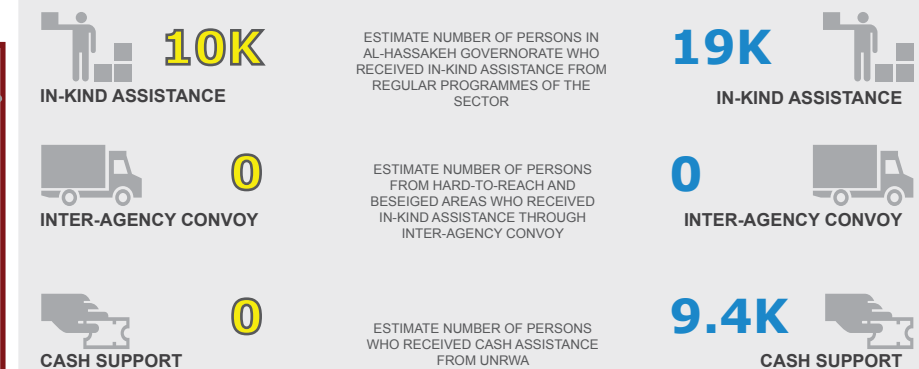 10K
IN-KIND ASSISTANCE
ESTIMATE NUMBER OF PERSONS IN
AL-HASSAKEH GOVERNORATE WHO
RECEIVED IN-KIND ASSISTANCE FROM
REGULAR PROGRAMMES OF THE
SECTOR
19K
IN-KIND ASSISTANCE
0
INTER-AGENCY CONVOY
ESTIMATE NUMBER OF PERSONS
FROM HARD-TO-REACH AND
BESEIGED AREAS WHO RECEIVED
IN-KIND ASSISTANCE THROUGH
INTER-AGENCY CONVOY
0
INTER-AGENCY CONVOY
0
CASH SUPPORT
ESTIMATE NUMBER OF PERSONS
WHO RECEIVED CASH ASSISTANCE
FROM UNRWA
9.4K
CASH SUPPORT